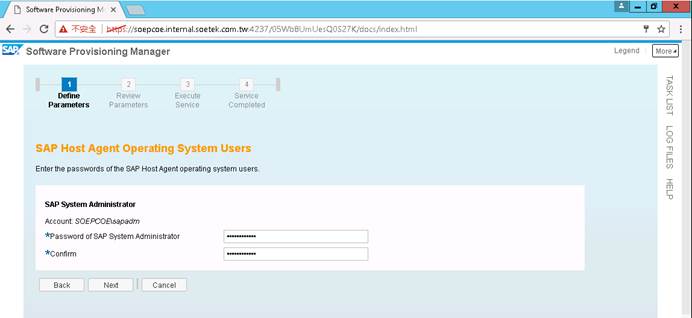 Software Provisioning M
不安全
https://soepcoe.internal.soetek.com.tw:4237/05WbBUmUesQ0S27K/docs/index.html
SAP
Software Provisioning Manager
Legend
More
1
Define
Parameters
2
Review
Parameters
3
Execute
Service
4
Service
Completed
TASK LIST
LOG FILES
HELP
SAP Host Agent Operating System Users
Enter the passwords of the SAP Host Agent operating system users.
SAP System Administrator
Account: SOEPCOE\sapadm
*Password of SAP System Administrator
••••••••••••
*Confirm
••••••••••••
Back
Next
Cancel